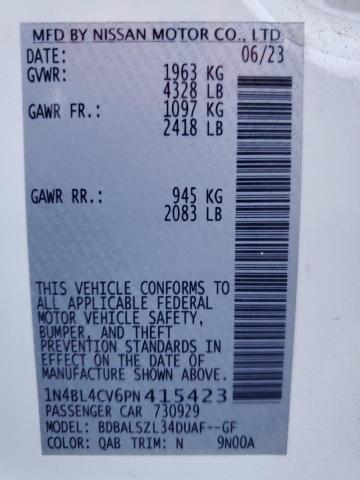 MFD BY NISSAN MOTOR CO., LTD.
DATE: 06/23
GVWR: 1963 KG
4328 LB
GAWR FR.: 1097 KG
2418 LB
GAWR RR.: 945 KG
2083 LB
THIS VEHICLE CONFORMS TO
ALL APPLICABLE FEDERAL
MOTOR VEHICLE SAFETY,
BUMPER, AND THEFT
PREVENTION STANDARDS IN
EFFECT ON THE DATE OF
MANUFACTURE SHOWN ABOVE.
1N4BL4CV6PN415423
PASSENGER CAR 730929
MODEL: BDBALSZL34DUAF--GF
COLOR: QAB TRIM: N 9N00A